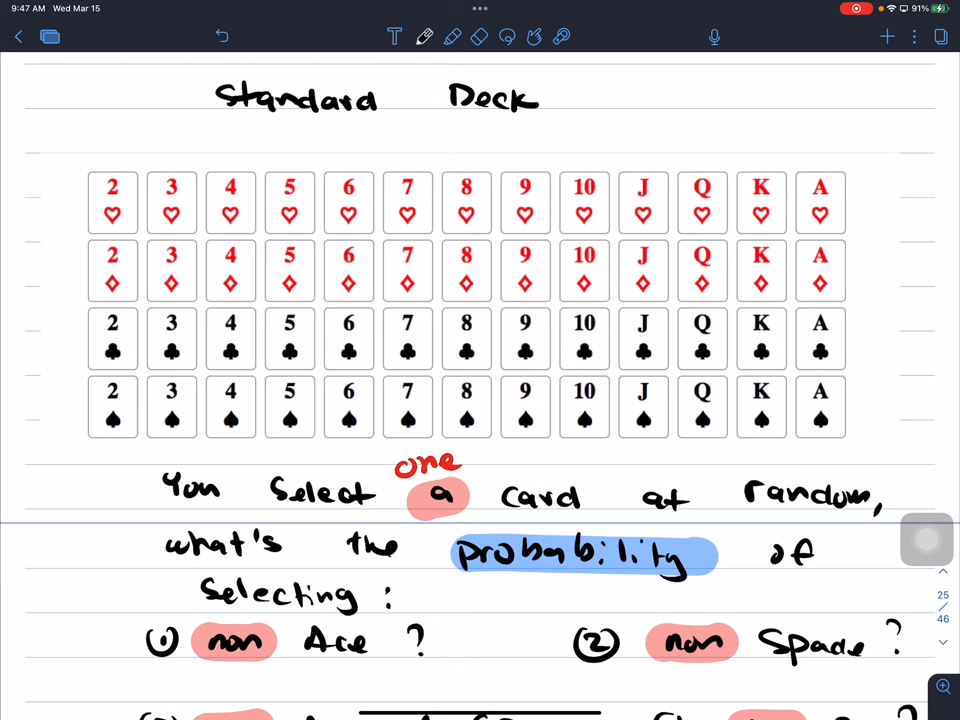 9:47 AM Wed Mar 15
91%
Standard Deck
2 3 4 5 6 7 8 9 10 J Q K A
2 3 4 5 6 7 8 9 10 J Q K A
2 3 4 5 6 7 8 9 10 J Q K A
2 3 4 5 6 7 8 9 10 J Q K A
one
You select a card at random,
what's the probability of
selecting :
① non Ace ?
② non Spade ?
25
/
46